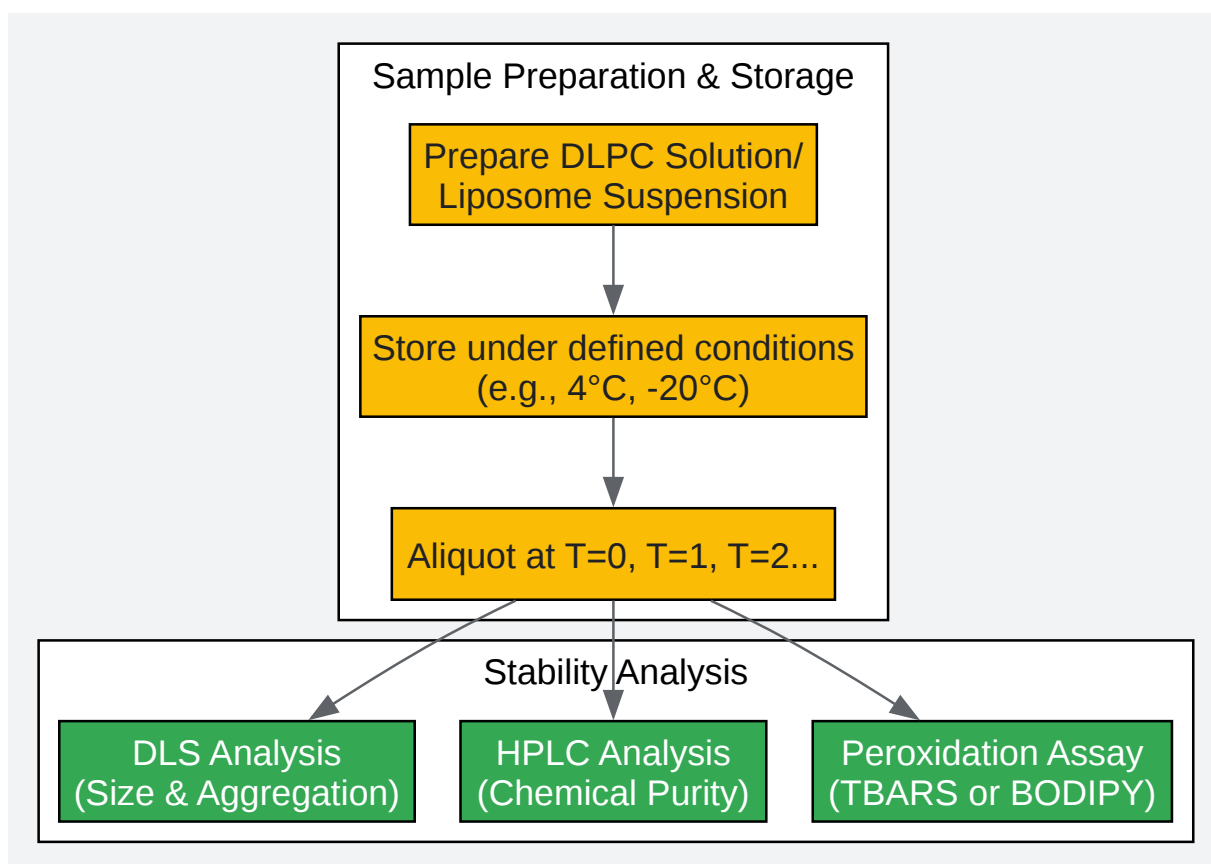 Sample Preparation & Storage
Prepare DLPC Solution/
Liposome Suspension
Store under defined conditions
(e.g., 4°C, -20°C)
Aliquot at T=0, T=1, T=2...
Stability Analysis
DLS Analysis
(Size & Aggregation)
HPLC Analysis
(Chemical Purity)
Peroxidation Assay
(TBARS or BODIPY)